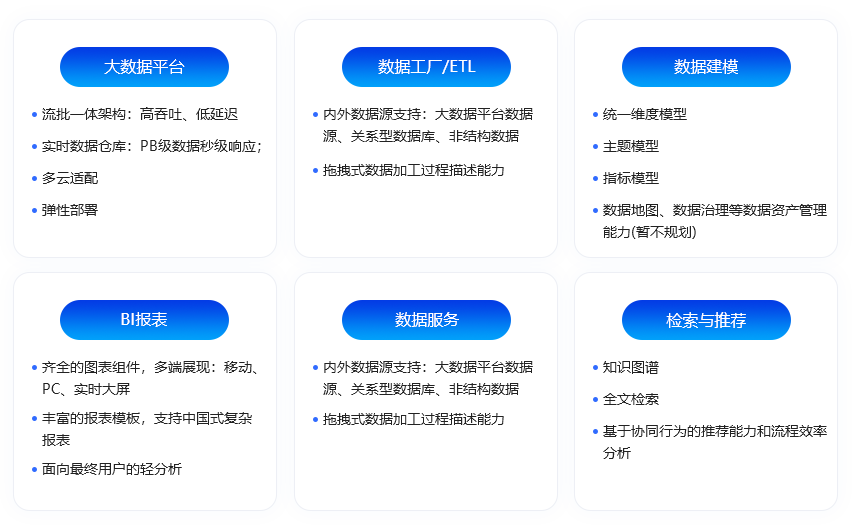 大数据平台
流批一体架构：高吞吐、低延迟
实时数据仓库：PB级数据秒级响应；
多云适配
弹性部署
数据工厂/ETL
内外数据源支持：大数据平台数据
源、关系型数据库、非结构数据
拖拽式数据加工过程描述能力
数据建模
统一维度模型
主题模型
指标模型
数据地图、数据治理等数据资产管理
能力(暂不规划)
BI报表
齐全的图表组件，多端展现：移动、
PC、实时大屏
丰富的报表模板，支持中国式复杂
报表
面向最终用户的轻分析
数据服务
内外数据源支持：大数据平台数据
源、关系型数据库、非结构数据
拖拽式数据加工过程描述能力
检索与推荐
知识图谱
全文检索
基于协同行为的推荐能力和流程效率
分析